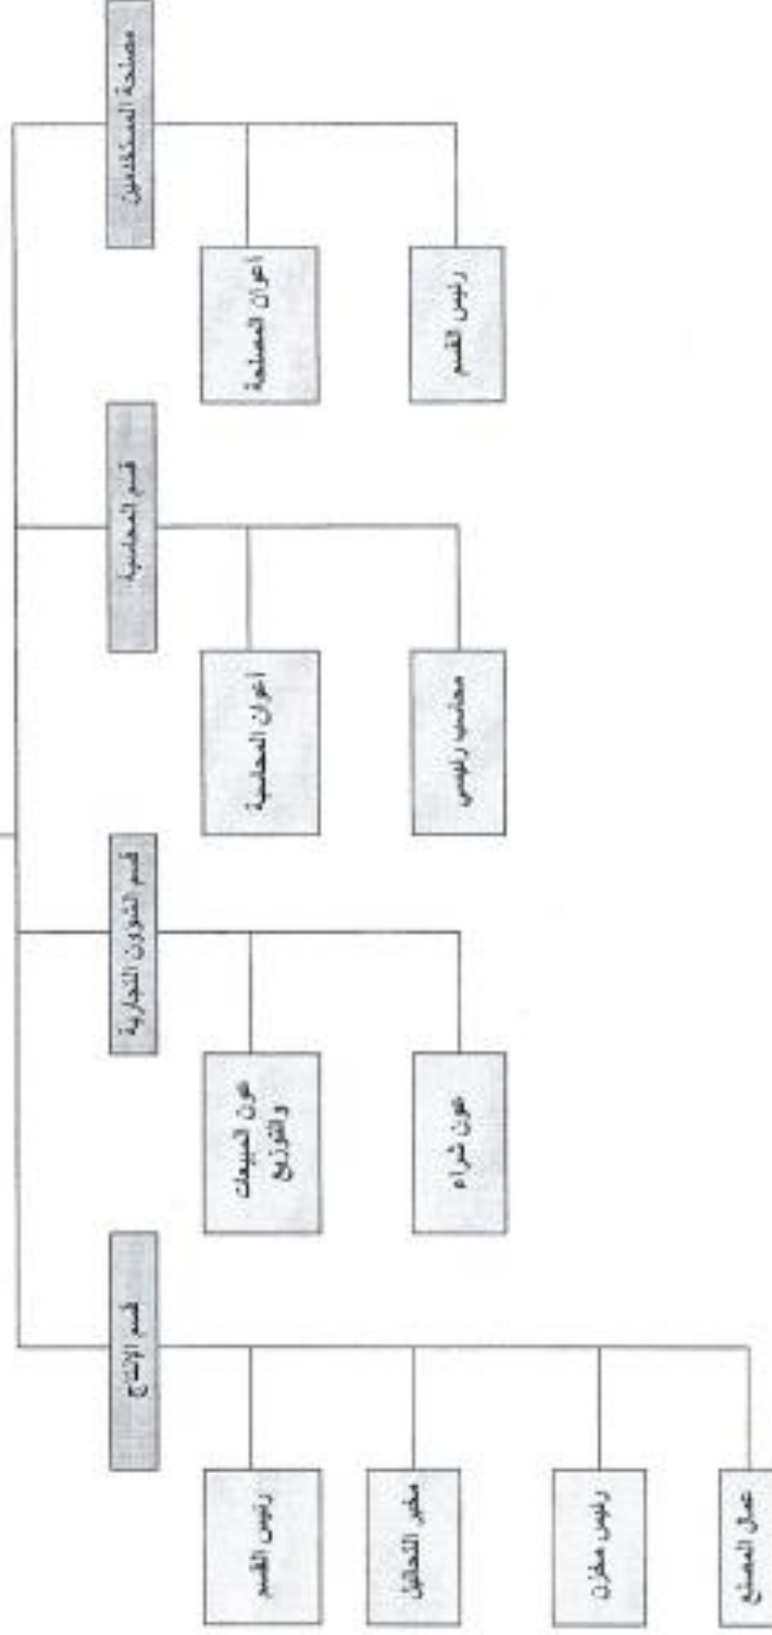 مصلحة المستخدمين
أعوان المصلحة
رئيس القسم
قسم المحاسبة
أعوان المحاسبة
محاسب رئيسي
قسم الشؤون التجارية
عون المبيعات
والتوزيع
عون شراء
قسم الإنتاج
رئيس القسم
مخبر التحاليل
رئيس مخزن
عمال المصنع